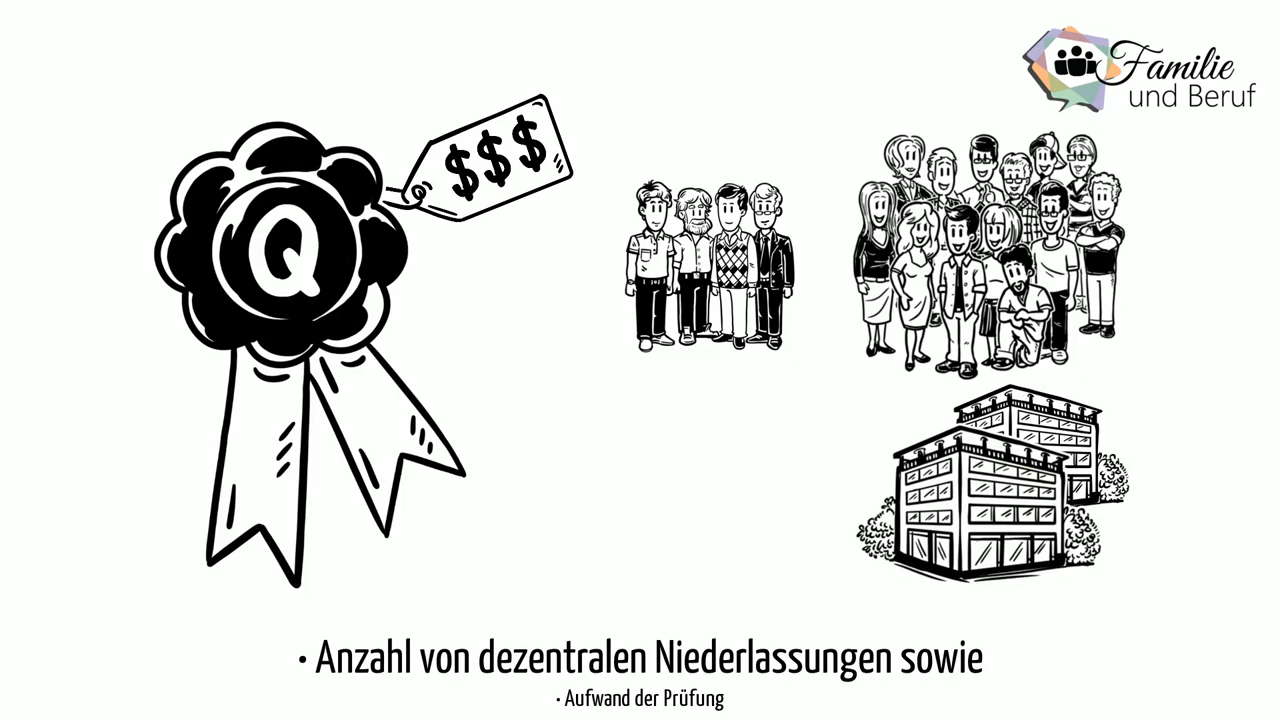 Familie
und Beruf
$$$
Q
• Anzahl von dezentralen Niederlassungen sowie
• Aufwand der Prüfung